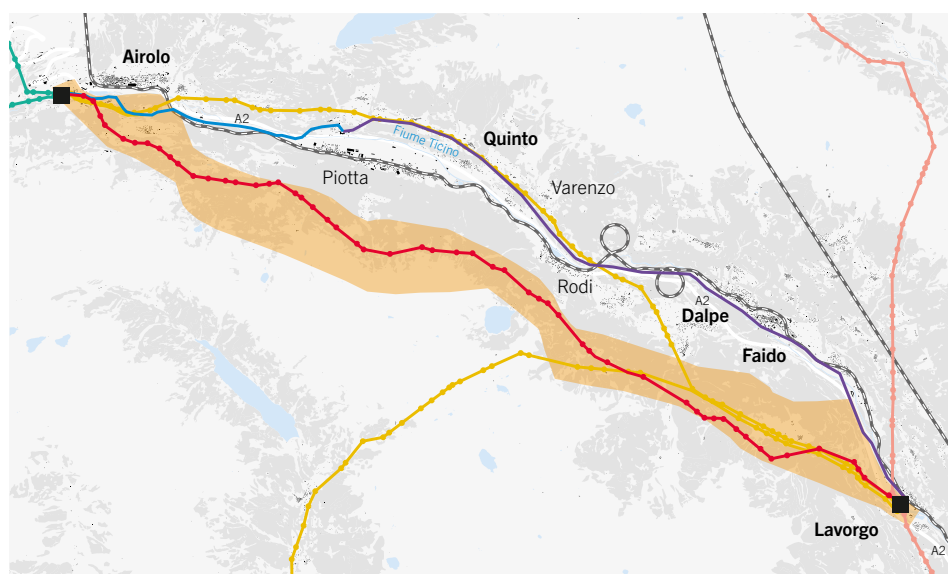 Airolo
A2
Fiume Ticino
Quinto
Piotta
Varenzo
Rodi
A2
Dalpe
Faido
Lavorgo
A2